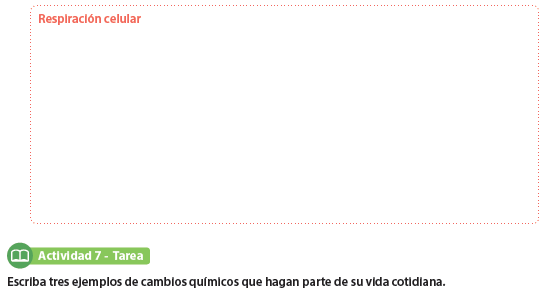 Respiración celular
Actividad 7 - Tarea
Escriba tres ejemplos de cambios químicos que hagan parte de su vida cotidiana.